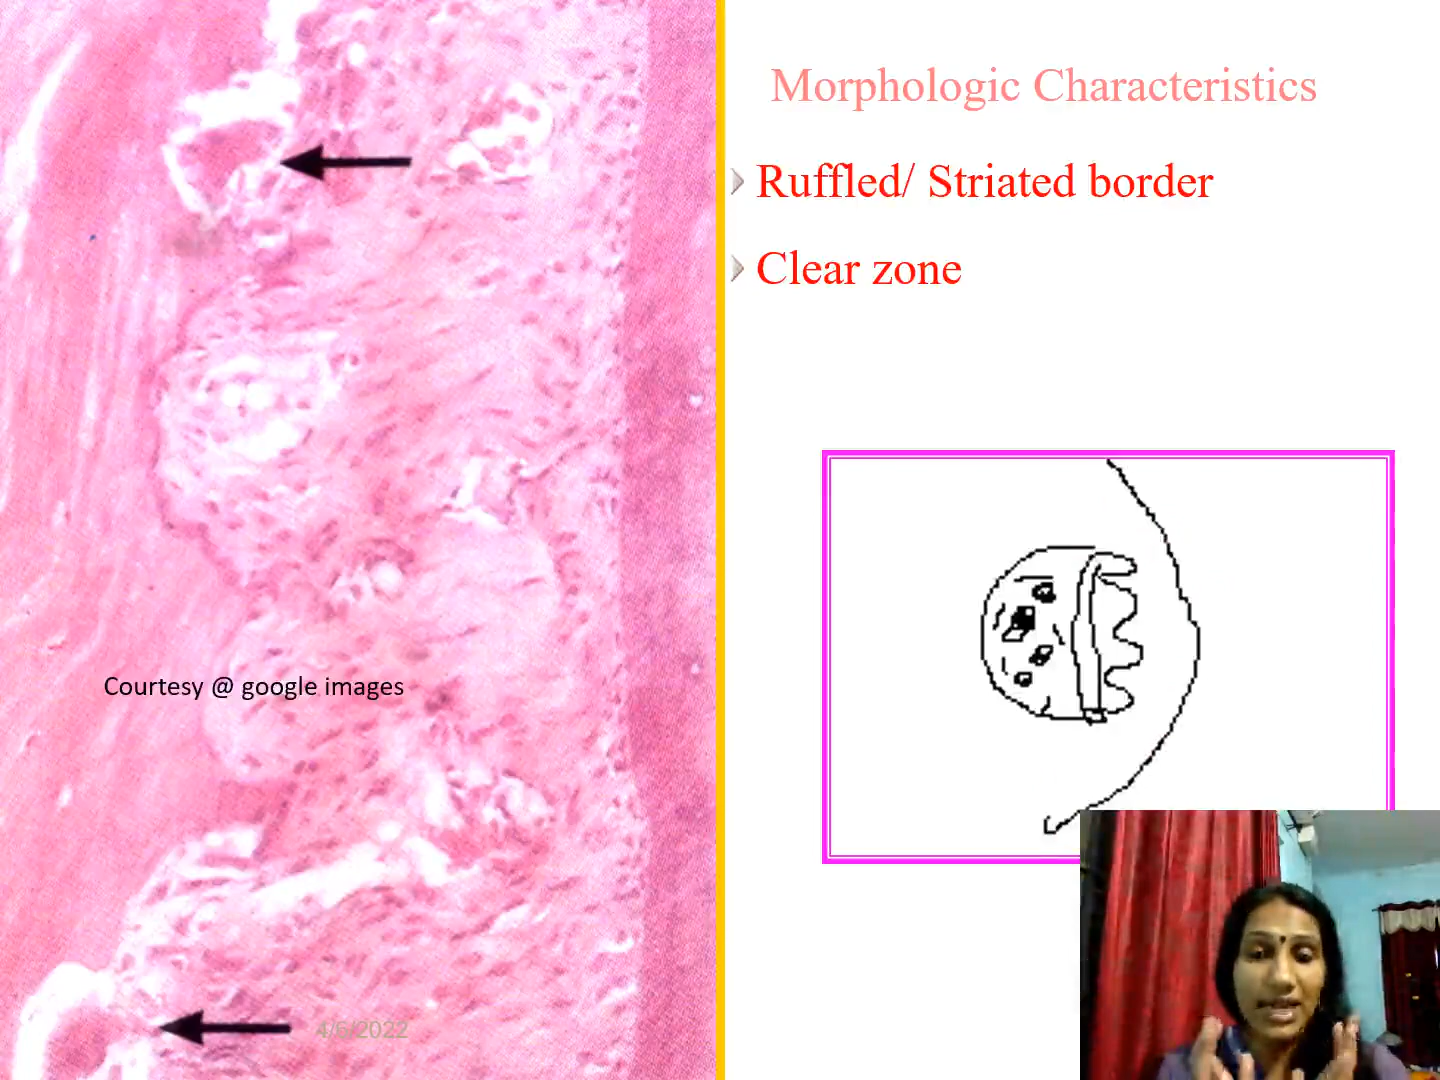 Morphologic Characteristics
Ruffled/ Striated border
Clear zone
Courtesy @ google images
4/6/2022